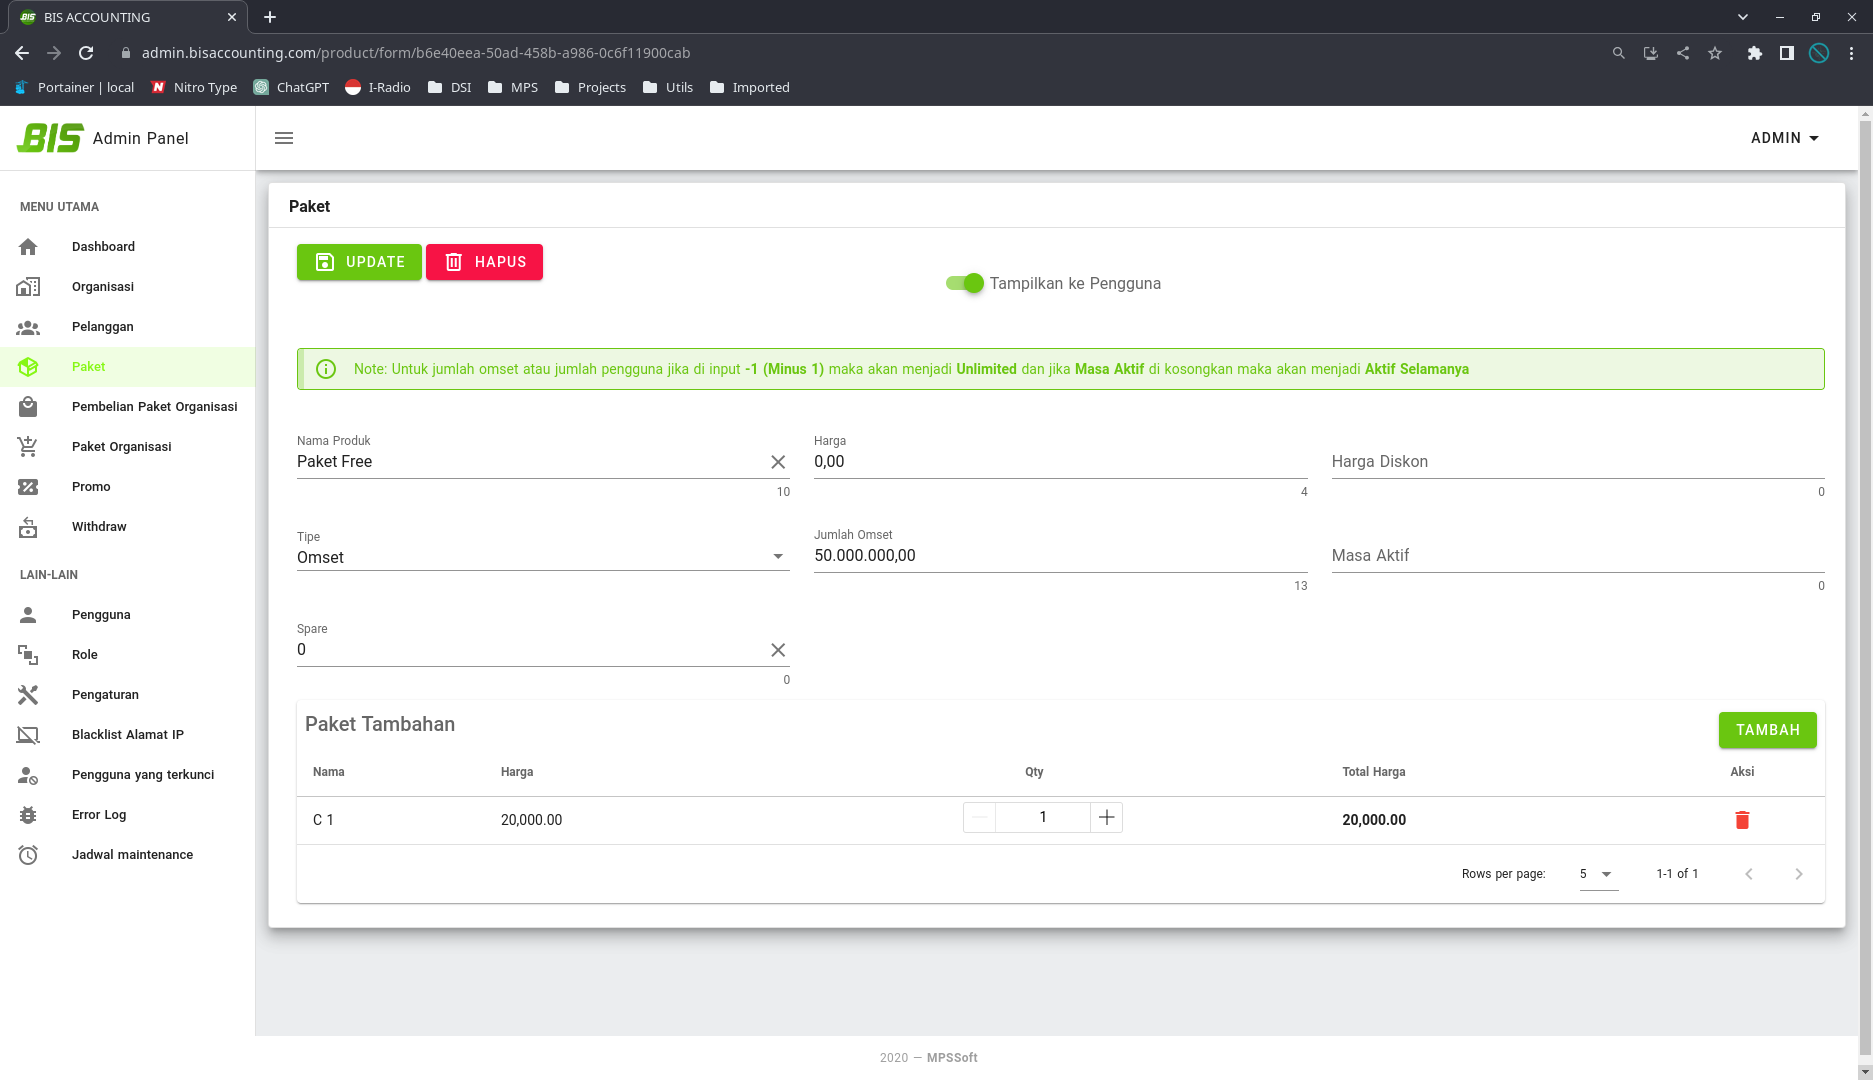 BIS ACCOUNTING
admin.bisaccounting.com/product/form/b6e40eea-50ad-458b-a986-0c6f11900cab
Portainer | local Nitro Type ChatGPT I-Radio DSI MPS Projects Utils Imported
BIS Admin Panel
ADMIN
MENU UTAMA
Dashboard
Organisasi
Pelanggan
Paket
Pembelian Paket Organisasi
Paket Organisasi
Promo
Withdraw
LAIN-LAIN
Pengguna
Role
Pengaturan
Blacklist Alamat IP
Pengguna yang terkunci
Error Log
Jadwal maintenance
Paket
UPDATE HAPUS
Tampilkan ke Pengguna
Note: Untuk jumlah omset atau jumlah pengguna jika di input -1 (Minus 1) maka akan menjadi Unlimited dan jika Masa Aktif di kosongkan maka akan menjadi Aktif Selamanya
Nama Produk Harga
Paket Free 0,00 Harga Diskon
10 4 0
Tipe Jumlah Omset
Omset 50.000.000,00 Masa Aktif
13 0
Spare
0
0
Paket Tambahan
TAMBAH
Nama Harga Qty Total Harga Aksi
C 1 20,000.00 1 20,000.00
Rows per page: 5 1-1 of 1
2020 — MPSSoft